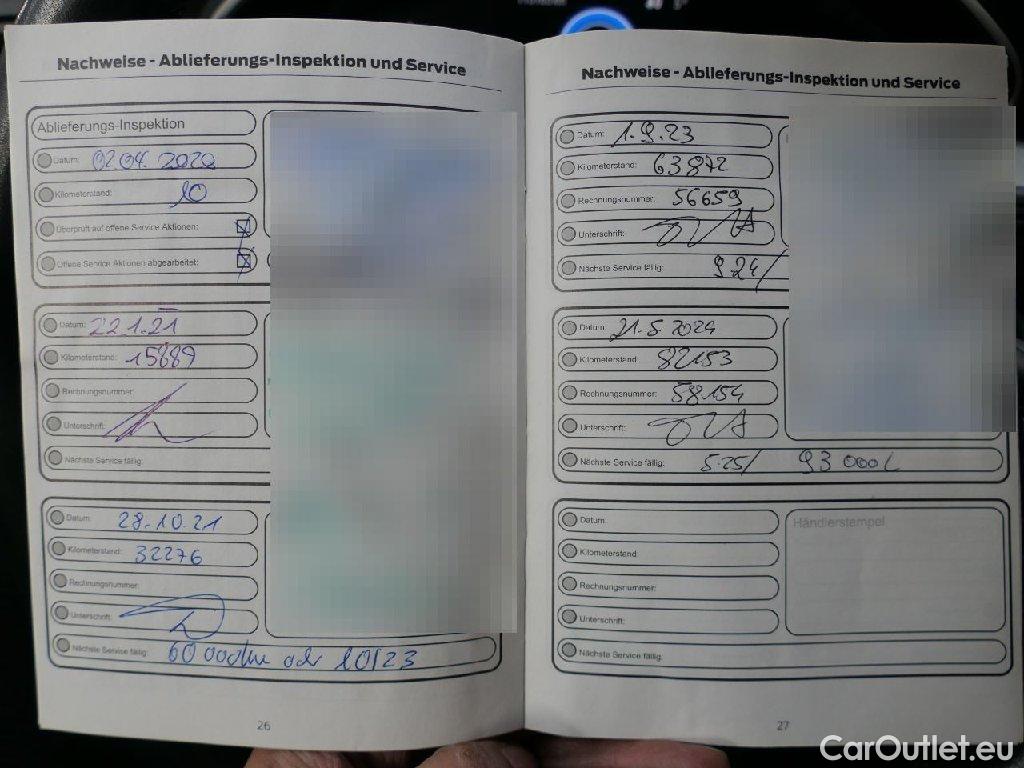 Nachweise - Ablieferungs-Inspektion und Service
Ablieferungs-Inspektion
Datum: 02.04.2020
Kilometerstand: 10
Überprüft auf offene Service Aktionen:
Offene Service Aktionen abgearbeitet:
Datum: 22.1.21
Kilometerstand: 15889
Rechnungsnummer:
Unterschrift:
Nächste Service fällig:
Datum: 28.10.21
Kilometerstand: 32276
Rechnungsnummer:
Unterschrift:
Nächste Service fällig: 60 000km oder 10/23
26
Nachweise - Ablieferungs-Inspektion und Service
Datum: 1.9.23
Kilometerstand: 63872
Rechnungsnummer: 56659
Unterschrift:
Nächste Service fällig: 9.24/
Datum: 21.5.2024
Kilometerstand: 82153
Rechnungsnummer: 58154
Unterschrift:
Nächste Service fällig: 5.25/ 93 000
Datum:
Händlerstempel
Kilometerstand:
Rechnungsnummer:
Unterschrift:
Nächste Service fällig:
27
CarOutlet.eu